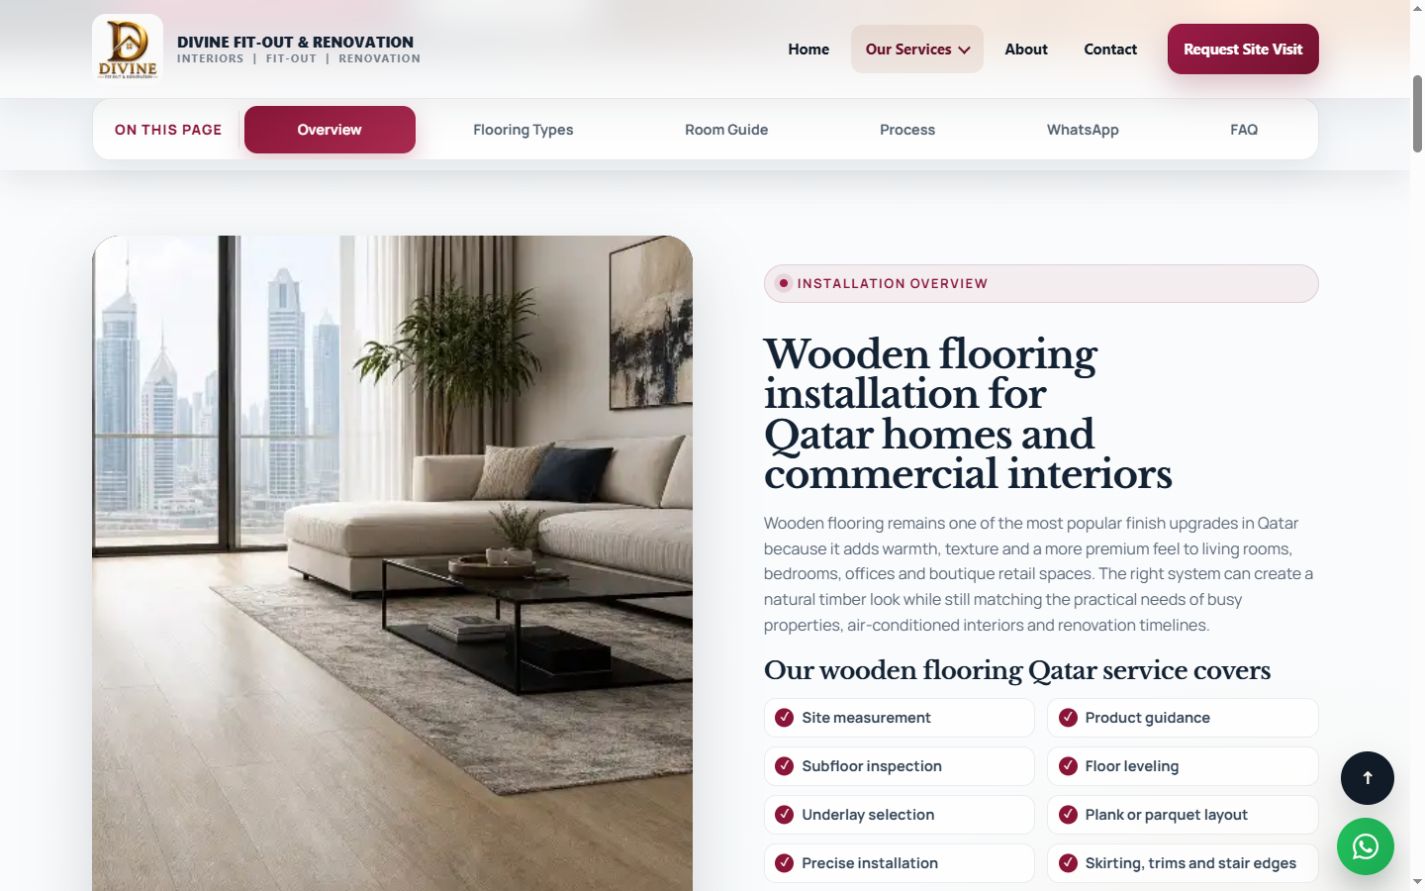 DIVINE
FIT-OUT & RENOVATION
DIVINE FIT-OUT & RENOVATION
INTERIORS | FIT-OUT | RENOVATION
Home
Our Services
About
Contact
Request Site Visit
ON THIS PAGE
Overview
Flooring Types
Room Guide
Process
WhatsApp
FAQ
INSTALLATION OVERVIEW
Wooden flooring
installation for
Qatar homes and
commercial interiors
Wooden flooring remains one of the most popular finish upgrades in Qatar
because it adds warmth, texture and a more premium feel to living rooms,
bedrooms, offices and boutique retail spaces. The right system can create a
natural timber look while still matching the practical needs of busy
properties, air-conditioned interiors and renovation timelines.
Our wooden flooring Qatar service covers
Site measurement
Product guidance
Subfloor inspection
Floor leveling
Underlay selection
Plank or parquet layout
Precise installation
Skirting, trims and stair edges